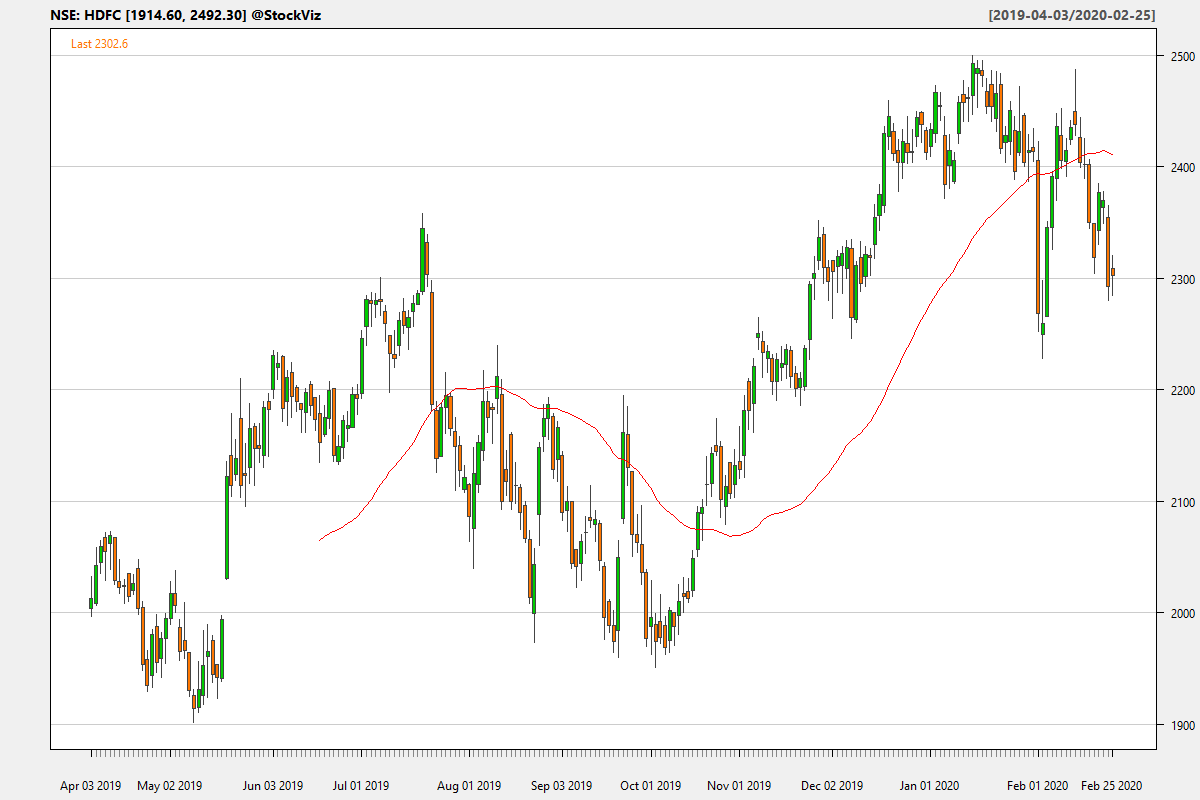 NSE: HDFC [1914.60, 2492.30] @StockViz
[2019-04-03/2020-02-25]
Last 2302.6
2500
2400
2300
2200
2100
2000
1900
Apr 03 2019 May 02 2019 Jun 03 2019 Jul 01 2019 Aug 01 2019 Sep 03 2019 Oct 01 2019 Nov 01 2019 Dec 02 2019 Jan 01 2020 Feb 01 2020 Feb 25 2020